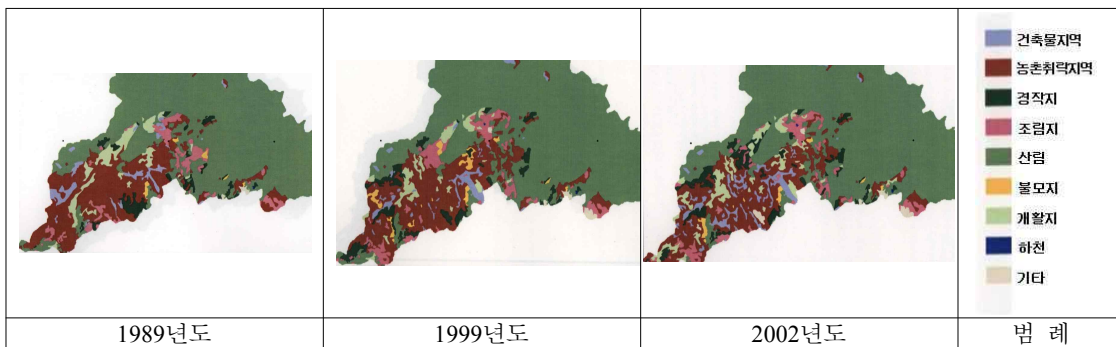 건축물지역
농촌취락지역
경작지
조림지
산림
불모지
개활지
하천
기타
1989년도
1999년도
2002년도
범 례